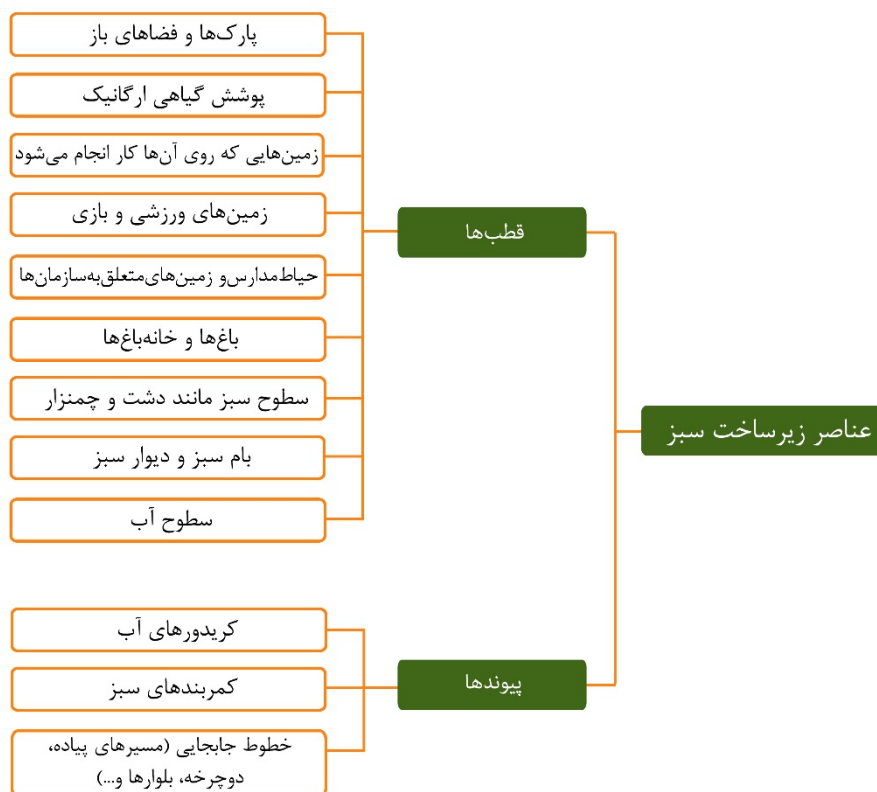 عناصر زیرساخت سبز
قطب‌ها
پارک‌ها و فضاهای باز
پوشش گیاهی ارگانیک
زمین‌هایی که روی آن‌ها کار انجام می‌شود
زمین‌های ورزشی و بازی
حیاط مدارس و زمین‌های متعلق به سازمان‌ها
باغ‌ها و خانه‌باغ‌ها
سطوح سبز مانند دشت و چمنزار
بام سبز و دیوار سبز
سطوح آب
پیوندها
کریدورهای آب
کمربندهای سبز
خطوط جابجایی (مسیرهای پیاده،
دوچرخه، بلوارها و...)